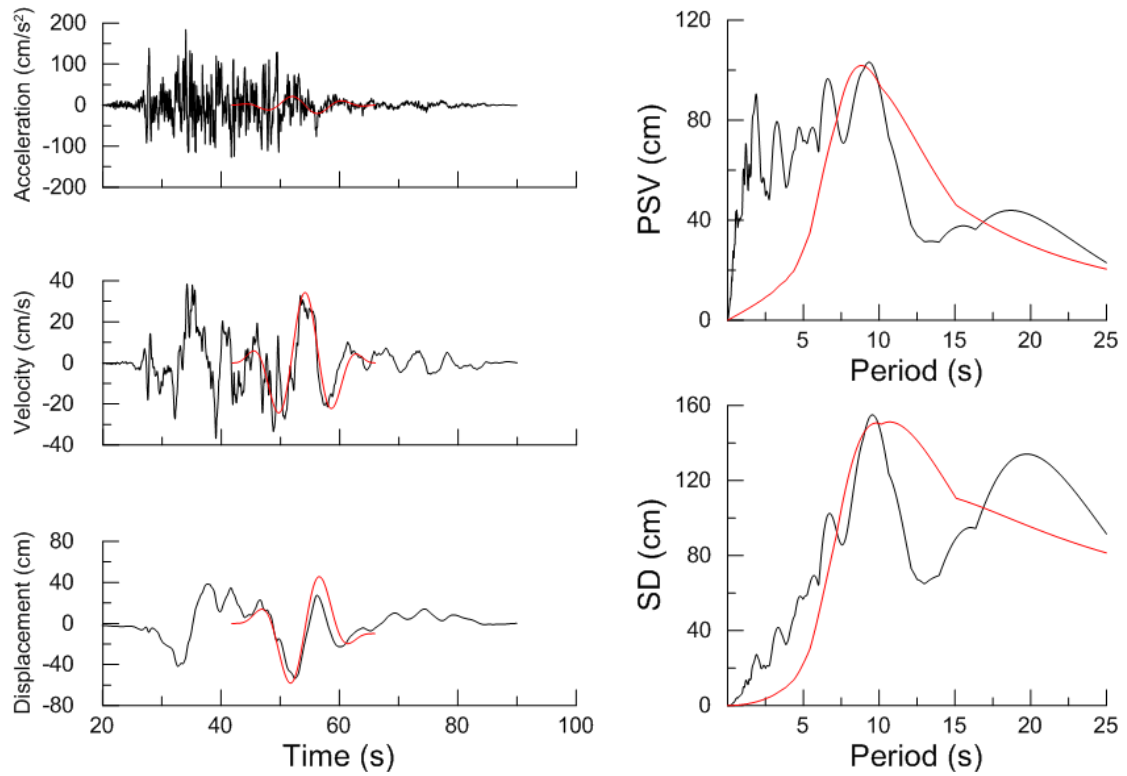 Acceleration (cm/s²)
200
100
0
-100
-200
Velocity (cm/s)
40
20
0
-20
-40
Displacement (cm)
80
40
0
-40
-80
20 40 60 80 100
Time (s)
PSV (cm)
120
80
40
0
5 10 15 20 25
Period (s)
SD (cm)
160
120
80
40
0
5 10 15 20 25
Period (s)